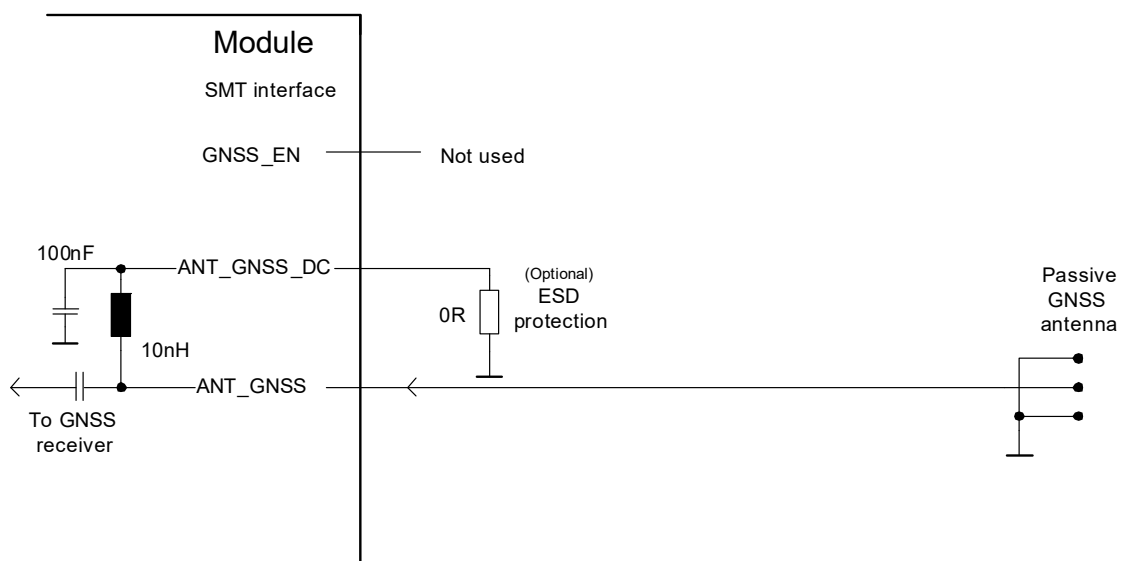 Module
SMT interface
GNSS_EN
Not used
100nF
ANT_GNSS_DC
(Optional)
ESD
protection
0R
Passive
GNSS
antenna
10nH
ANT_GNSS
To GNSS
receiver